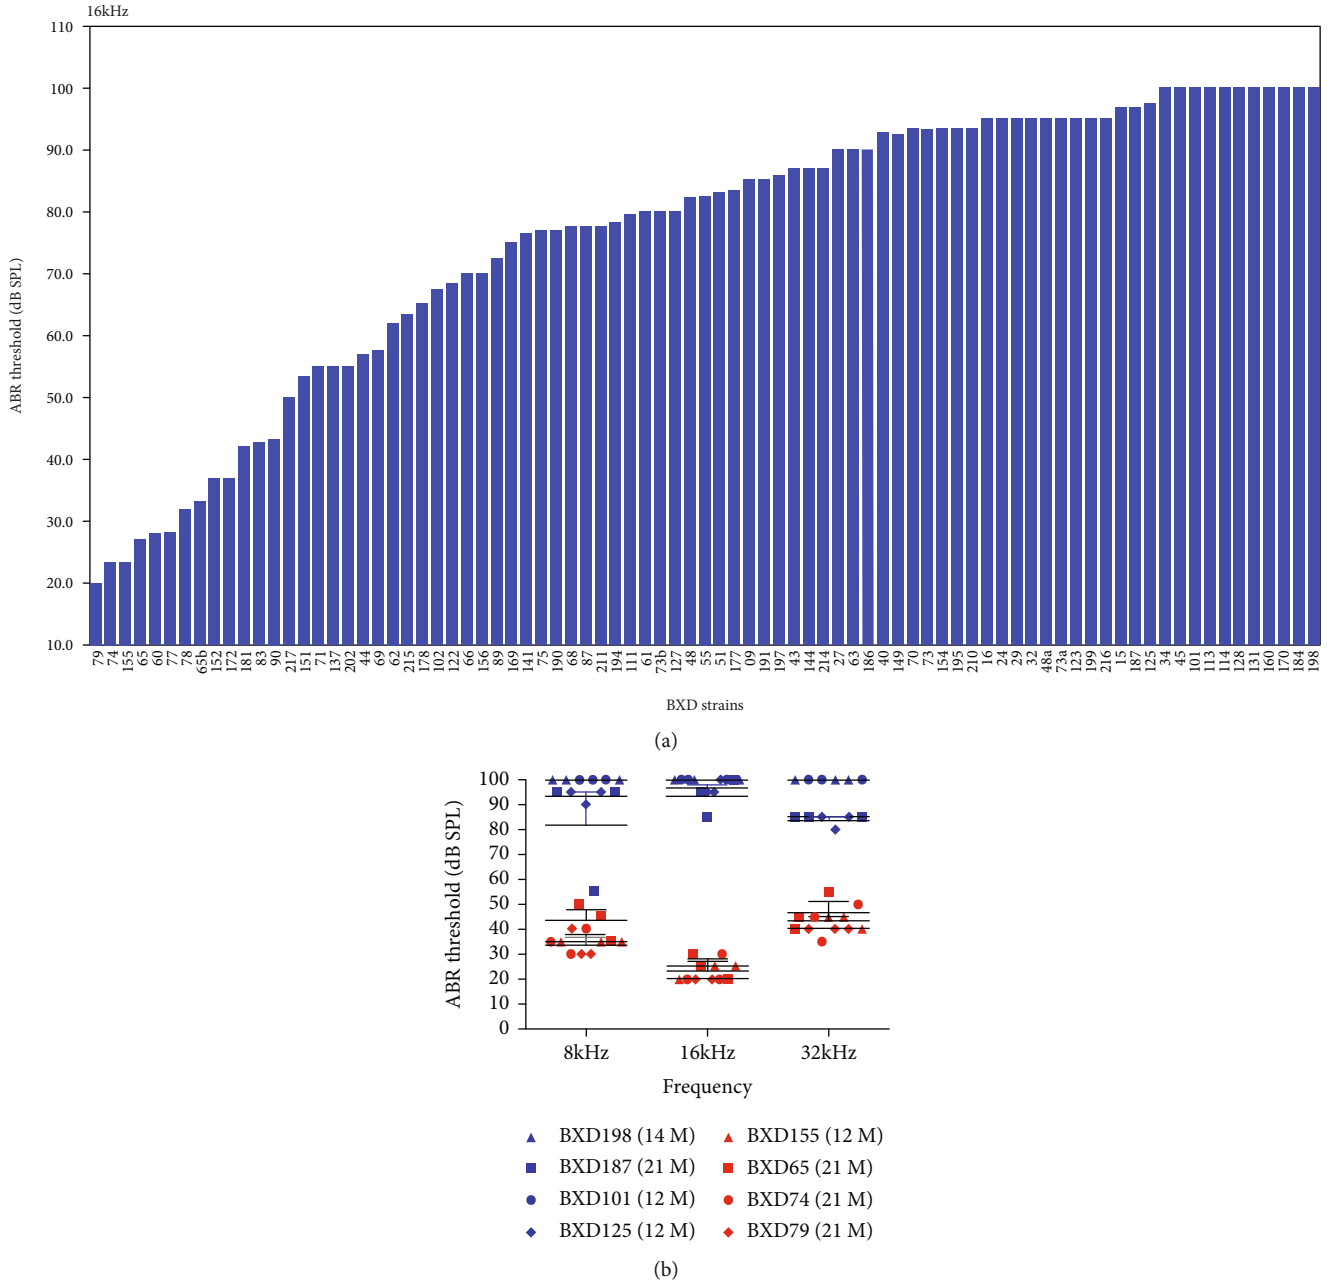 16kHz
110
100
90.0
80.0
70.0
60.0
50.0
40.0
30.0
20.0
10.0
ABR threshold (dB SPL)
79 74 155 65 60 77 78 65b 152 172 181 83 90 217 151 71 137 202 44 69 62 215 178 102 122 66 156 89 169 141 75 190 68 87 211 194 111 61 73b 127 48 55 51 177 09 191 197 43 144 214 27 63 186 40 149 70 73 154 195 210 16 24 29 32 48a 73a 123 199 216 15 187 125 34 45 101 113 114 128 131 160 170 184 198
BXD strains
(a)
100
90
80
70
60
50
40
30
20
10
0
ABR threshold (dB SPL)
8kHz 16kHz 32kHz
Frequency
BXD198 (14 M) BXD155 (12 M)
BXD187 (21 M) BXD65 (21 M)
BXD101 (12 M) BXD74 (21 M)
BXD125 (12 M) BXD79 (21 M)
(b)